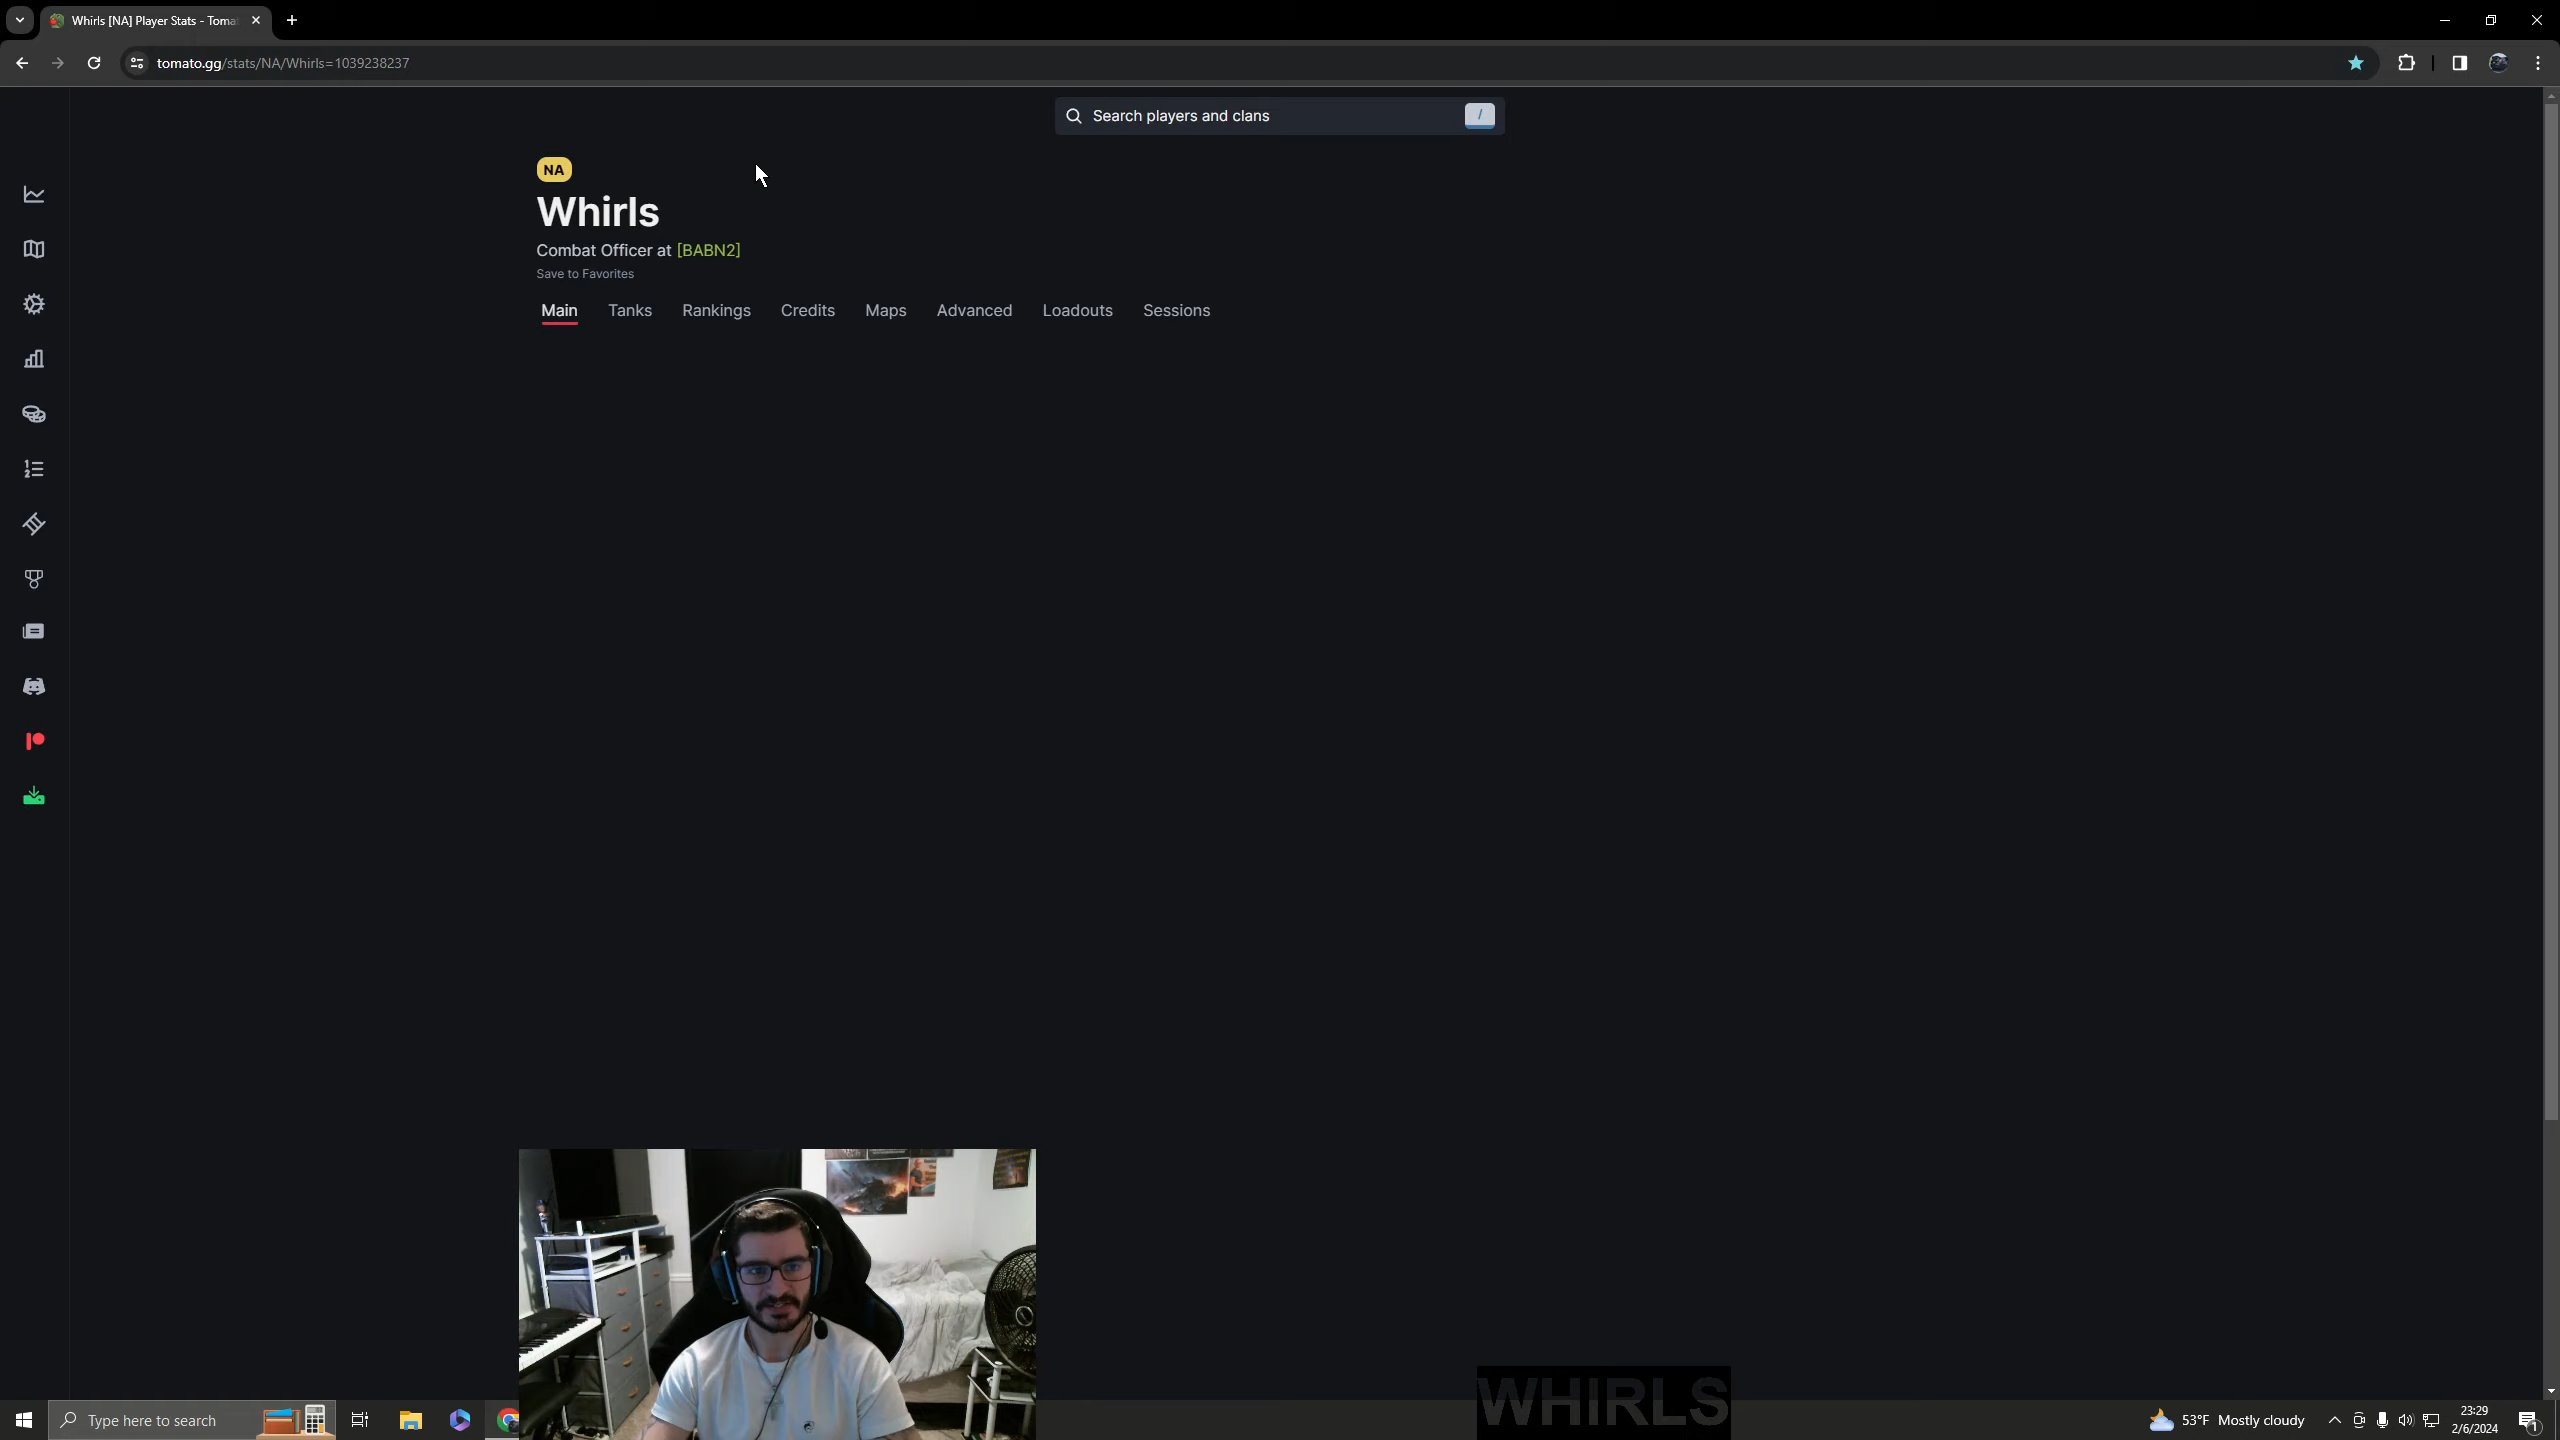 Whirls [NA] Player Stats - Toma
tomato.gg/stats/NA/Whirls=1039238237
Search players and clans /
NA
Whirls
Combat Officer at [BABN2]
Save to Favorites
Main Tanks Rankings Credits Maps Advanced Loadouts Sessions
WHIRLS
Type here to search
53°F Mostly cloudy
23:29
2/6/2024
1